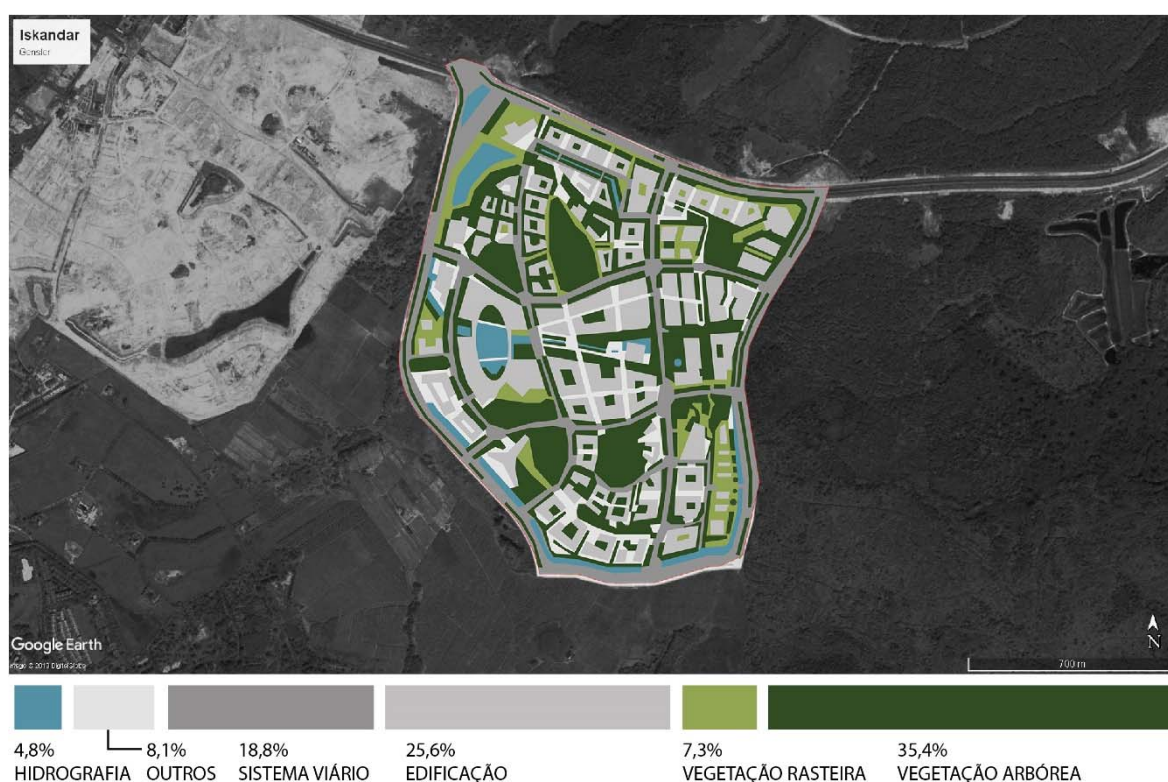 Iskandar
Gensler
Google Earth
700 m
N
4,8%
HIDROGRAFIA
8,1%
OUTROS
18,8%
SISTEMA VIÁRIO
25,6%
EDIFICAÇÃO
7,3%
VEGETAÇÃO RASTEIRA
35,4%
VEGETAÇÃO ARBÓREA